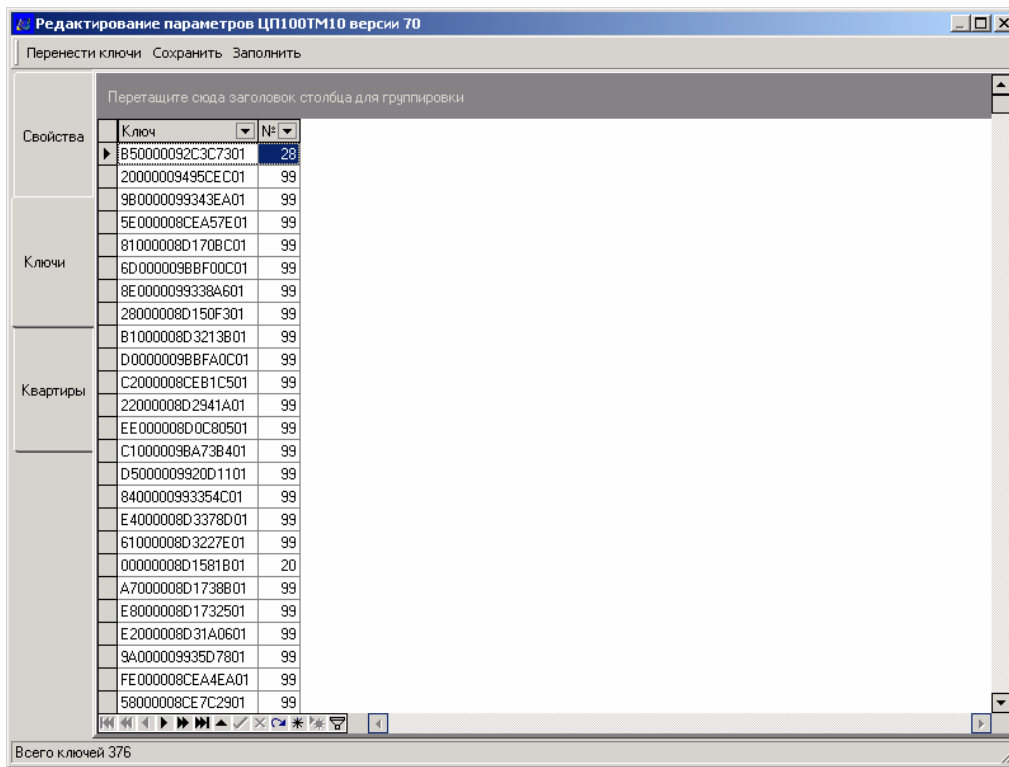 Редактирование параметров ЦП100ТМ10 версии 70
Перенести ключи Сохранить Заполнить
Перетащите сюда заголовок столбца для группировки
Свойства
Ключи
Квартиры
Ключ №
B50000092C3C7301 28
20000009495CEC01 99
9B0000099343EA01 99
5E000008CEA57E01 99
81000008D170BC01 99
6D000009BBF00C01 99
8E0000099338A601 99
28000008D150F301 99
B1000008D3213B01 99
D0000009BBFA0C01 99
C2000008CEB1C501 99
22000008D2941A01 99
EE000008D0C80501 99
C1000009BA73B401 99
D5000009920D1101 99
8400000993354C01 99
E4000008D3378D01 99
61000008D3227E01 99
00000008D1581B01 20
A7000008D1738B01 99
E8000008D1732501 99
E2000008D31A0601 99
9A000009935D7801 99
FE000008CEA4EA01 99
58000008CE7C2901 99
Всего ключей 376